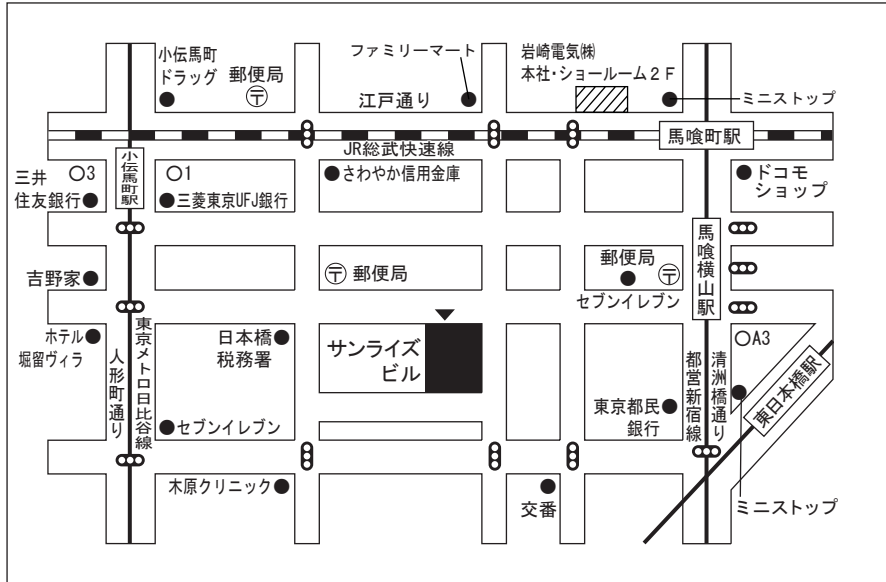 小伝馬町
ドラッグ
郵便局
〒
ファミリーマート
江戸通り
岩崎電気㈱
本社・ショールーム2F
ミニストップ
馬喰町駅
JR総武快速線
小伝馬町駅
三井
住友銀行
3
1
三菱東京UFJ銀行
さわやか信用金庫
ドコモ
ショップ
吉野家
〒郵便局
郵便局
〒
セブンイレブン
馬喰横山駅
ホテル
堀留ヴィラ
人形町通り
東京メトロ日比谷線
日本橋
税務署
サンライズ
ビル
セブンイレブン
東京都民
銀行
都営新宿線
清洲橋通り
A3
東日本橋駅
木原クリニック
交番
ミニストップ